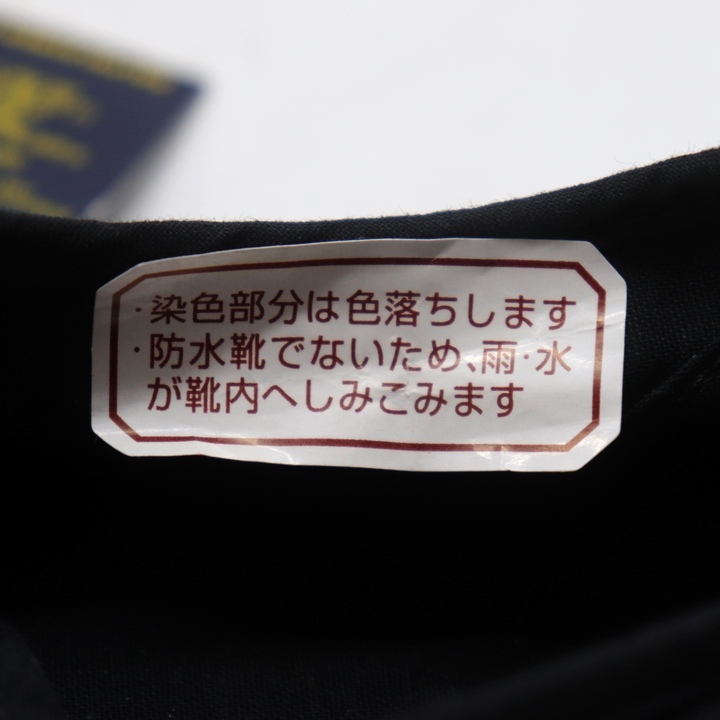 ・染色部分は色落ちします
・防水靴でないため、雨・水
が靴内へしみこみます